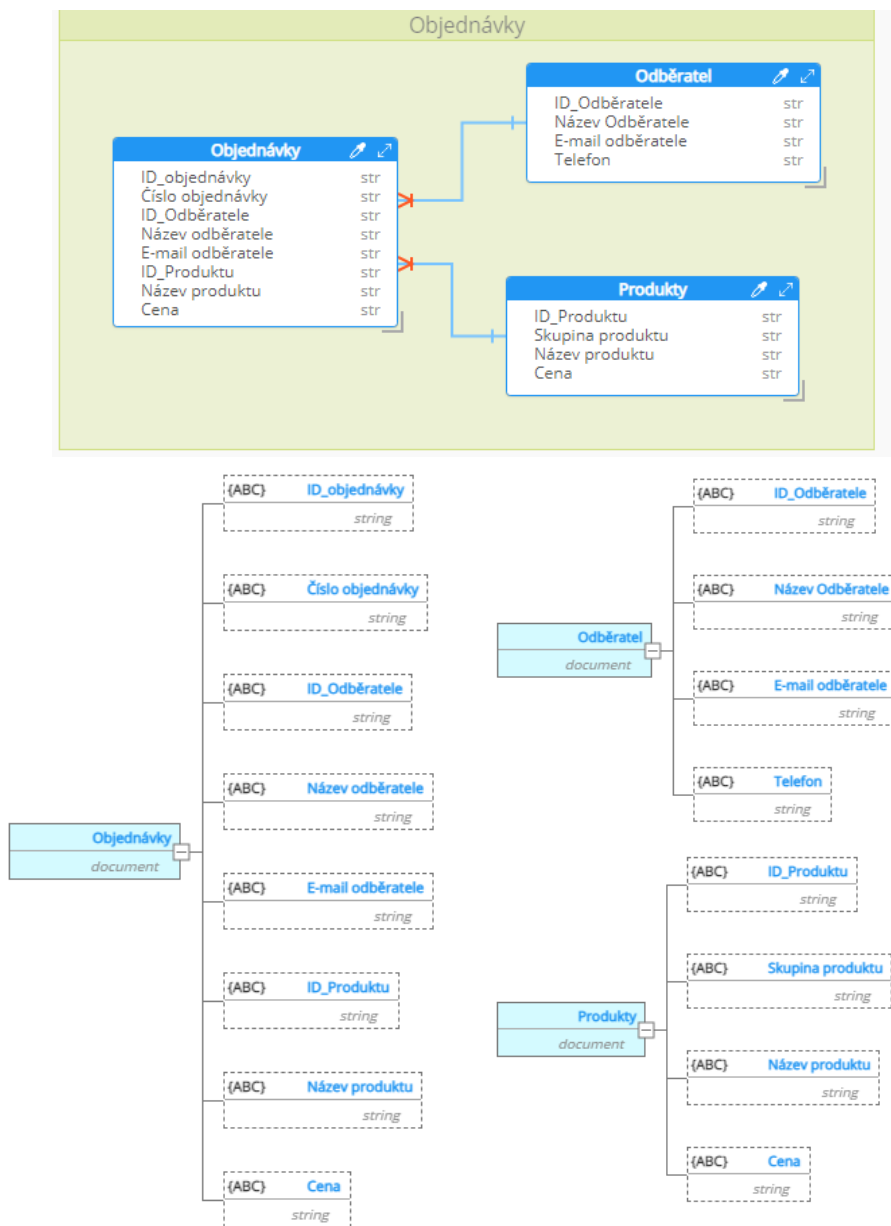 Objednávky
Odběratel
ID_Odběratele str
Název Odběratele str
E-mail odběratele str
Telefon str
Objednávky
ID_objednávky str
Číslo objednávky str
ID_Odběratele str
Název odběratele str
E-mail odběratele str
ID_Produktu str
Název produktu str
Cena str
Produkty
ID_Produktu str
Skupina produktu str
Název produktu str
Cena str
Objednávky
document
{ABC} ID_objednávky
string
{ABC} Číslo objednávky
string
{ABC} ID_Odběratele
string
{ABC} Název odběratele
string
{ABC} E-mail odběratele
string
{ABC} ID_Produktu
string
{ABC} Název produktu
string
{ABC} Cena
string
Odběratel
document
{ABC} ID_Odběratele
string
{ABC} Název Odběratele
string
{ABC} E-mail odběratele
string
{ABC} Telefon
string
Produkty
document
{ABC} ID_Produktu
string
{ABC} Skupina produktu
string
{ABC} Název produktu
string
{ABC} Cena
string